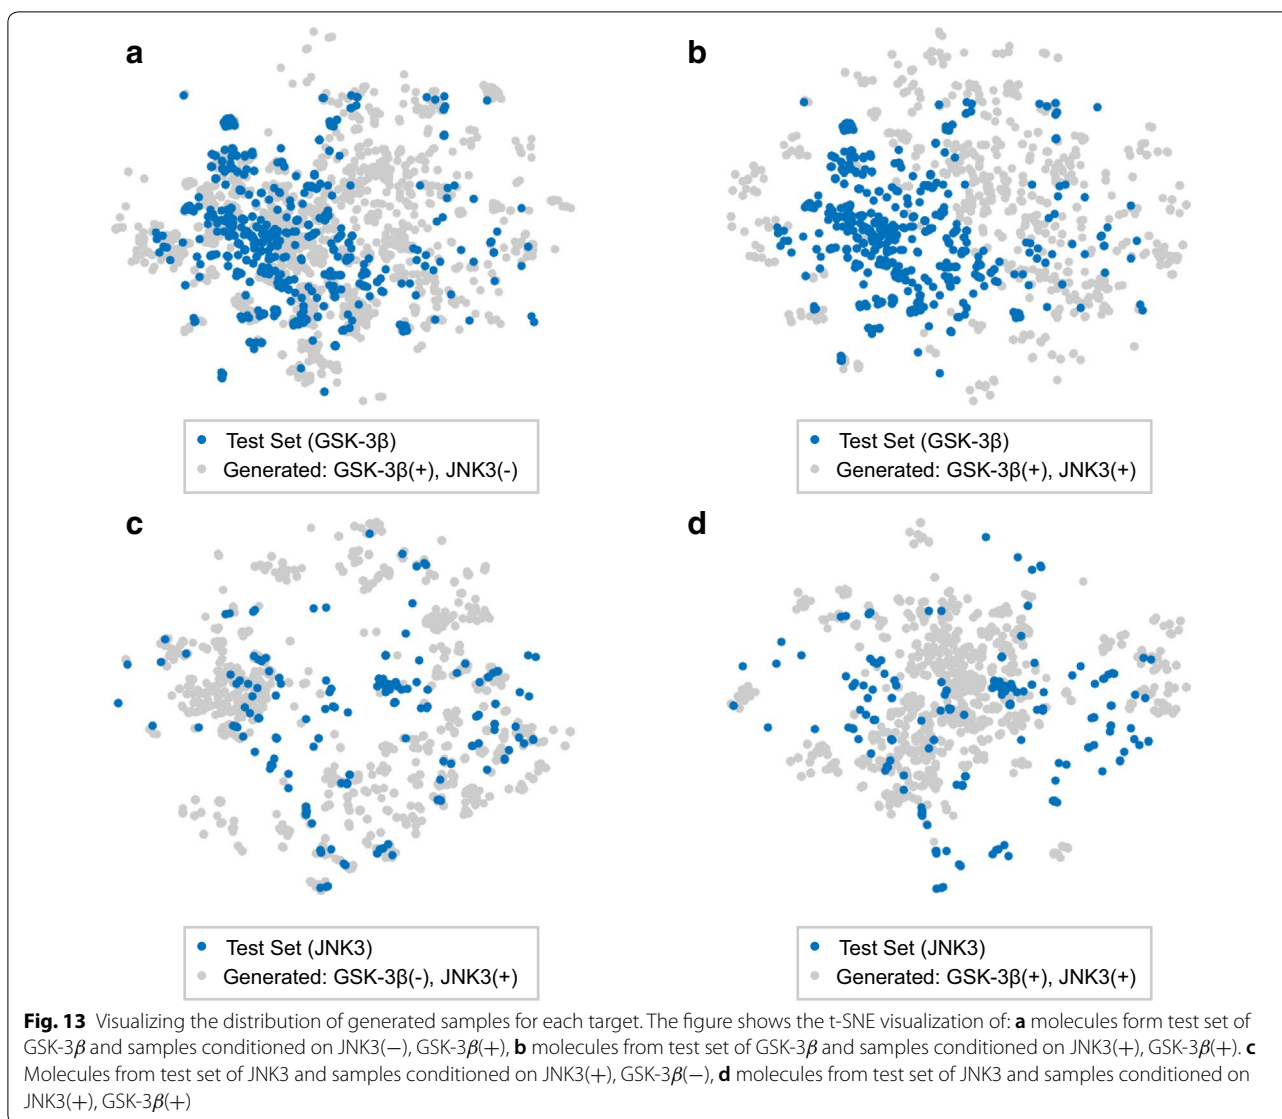 a
b
Test Set (GSK-3β)
Generated: GSK-3β(+), JNK3(-)
Test Set (GSK-3β)
Generated: GSK-3β(+), JNK3(+)
c
d
Test Set (JNK3)
Generated: GSK-3β(-), JNK3(+)
Test Set (JNK3)
Generated: GSK-3β(+), JNK3(+)
Fig. 13 Visualizing the distribution of generated samples for each target. The figure shows the t-SNE visualization of: a molecules form test set of
GSK-3β and samples conditioned on JNK3(−), GSK-3β(+), b molecules from test set of GSK-3β and samples conditioned on JNK3(+), GSK-3β(+). c
Molecules from test set of JNK3 and samples conditioned on JNK3(+), GSK-3β(−), d molecules from test set of JNK3 and samples conditioned on
JNK3(+), GSK-3β(+)